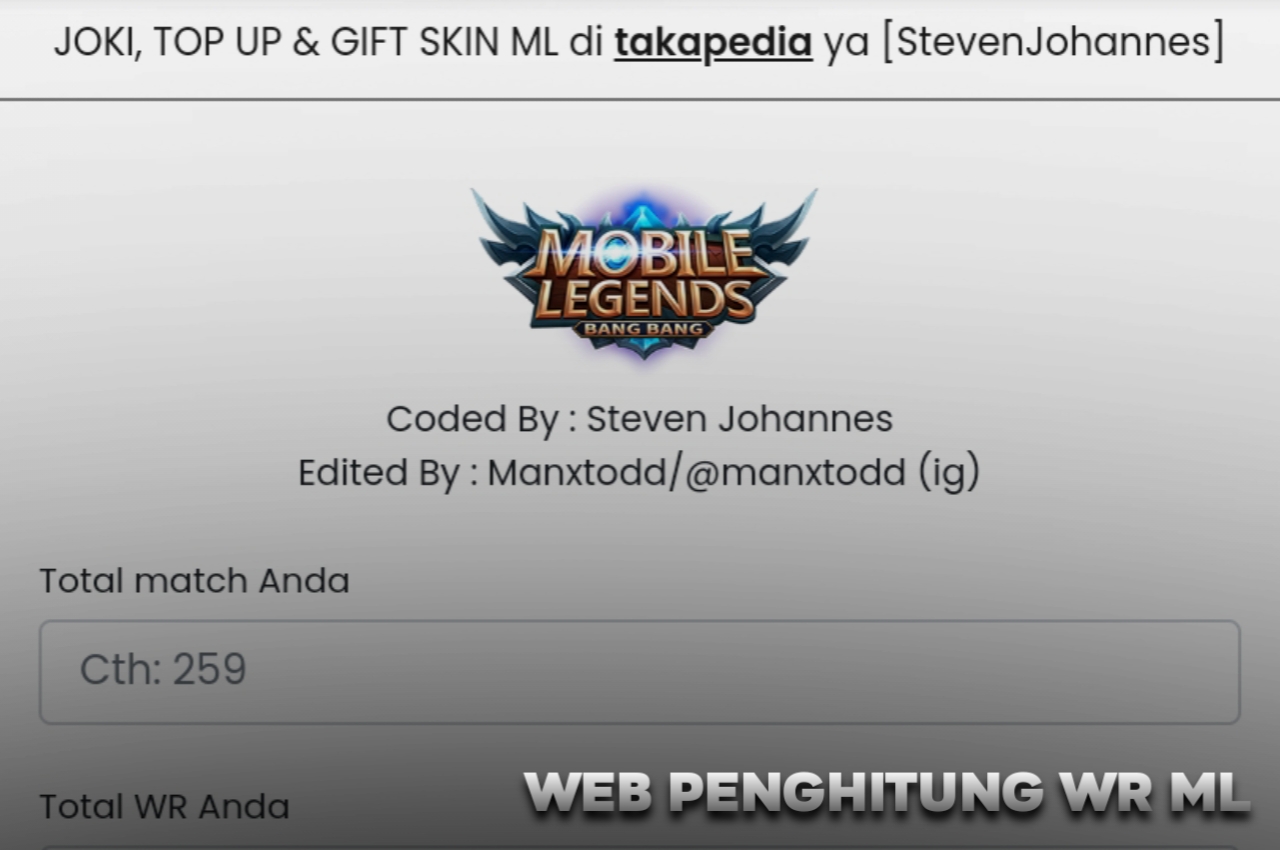 JOKI, TOP UP & GIFT SKIN ML di takapedia ya [StevenJohannes]
MOBILE
LEGENDS
BANG BANG
Coded By : Steven Johannes
Edited By : Manxtodd/@manxtodd (ig)
Total match Anda
Cth: 259
Total WR Anda
WEB PENGHITUNG WR ML